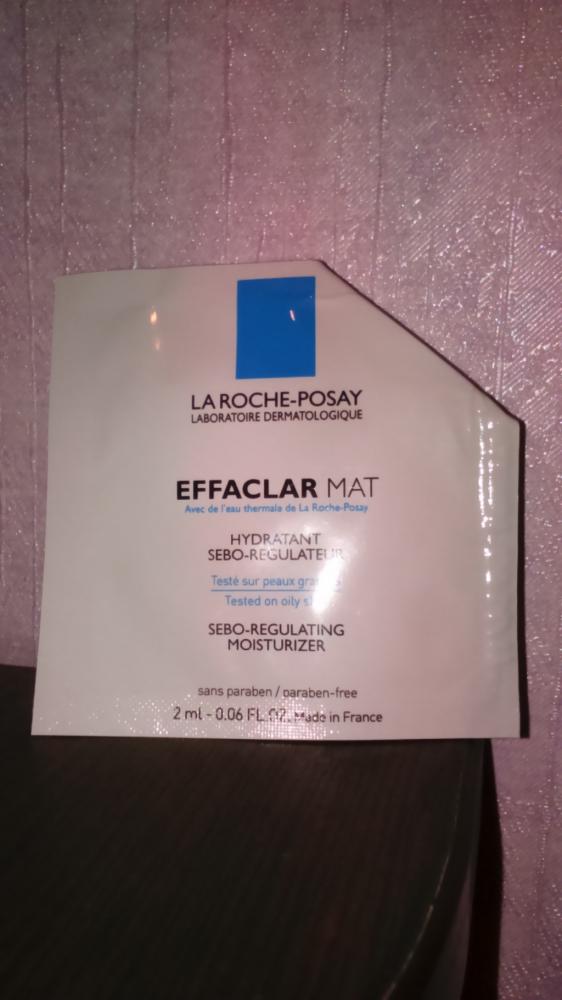 LA ROCHE-POSAY
LABORATOIRE DERMATOLOGIQUE
EFFACLAR MAT
Avec de l'eau thermale de La Roche-Posay
HYDRATANT
SEBO-REGULATEUR
Testé sur peaux
Tested on oily
SEBO-REGULATING
MOISTURIZER
sans paraben / paraben-free
2 ml - 0.06 FL.OZ. Made in France